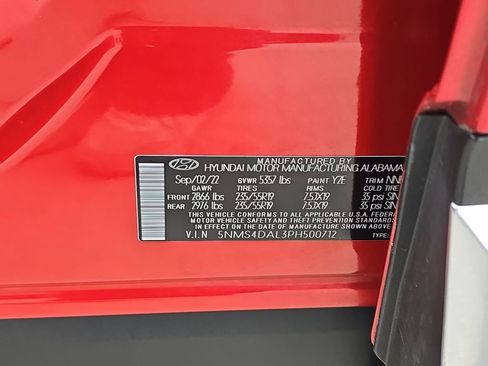 MANUFACTURED BY
HYUNDAI MOTOR MANUFACTURING ALABAMA
Sep/02/22 GVWR 5357 lbs PAINT Y2E TRIM NN
GAWR TIRES RIMS COLD TIRE
FRONT 2866 lbs 235/55R19 7.5JX19 35 psi
REAR 2976 lbs 235/55R19 7.5JX19 35 psi
THIS VEHICLE CONFORMS TO ALL APPLICABLE U.S.A. FEDERAL
MOTOR VEHICLE SAFETY AND THEFT PREVENTION STANDARDS
IN EFFECT ON THE DATE OF MANUFACTURE SHOWN ABOVE.
V.I.N 5NMS4DAL3PH500712 TYPE: